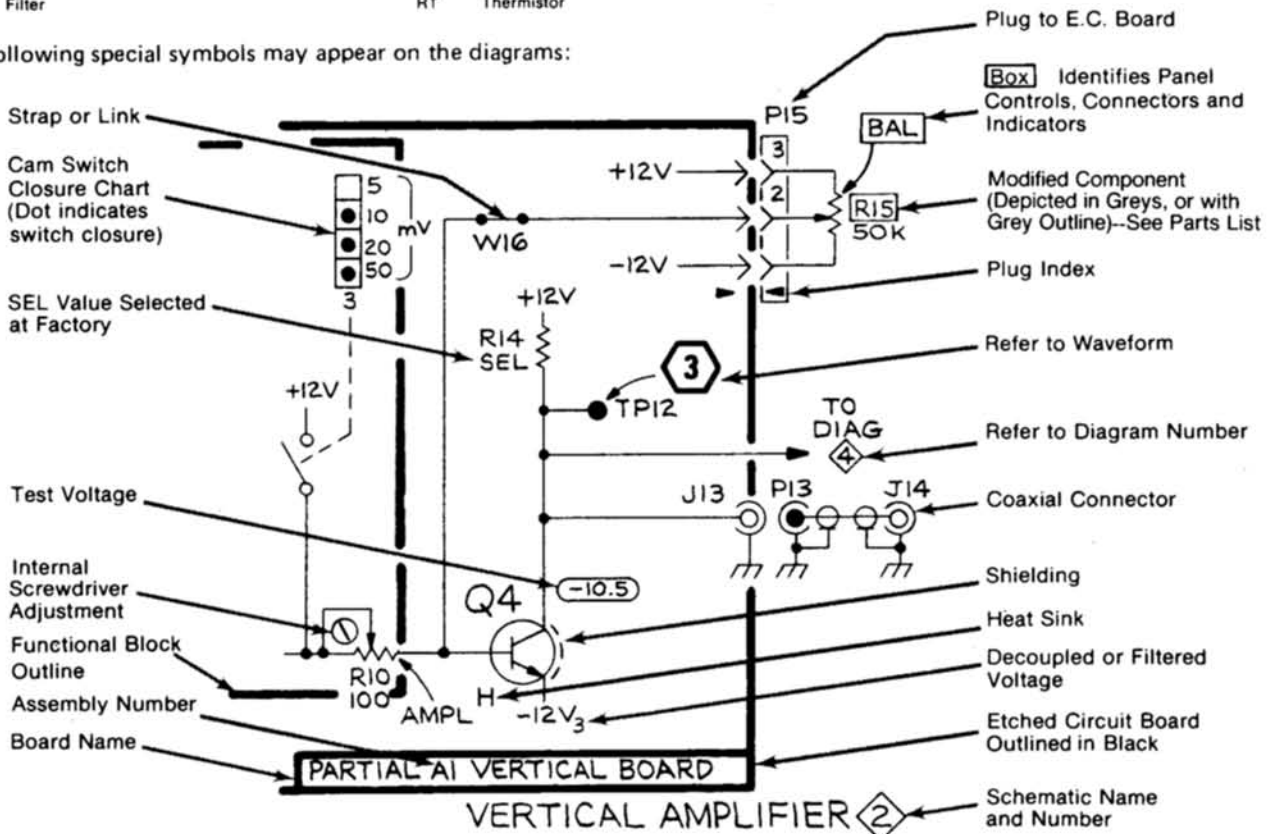 Filter
RT Thermistor
ollowing special symbols may appear on the diagrams:
Strap or Link
Cam Switch
Closure Chart
(Dot indicates
switch closure)
SEL Value Selected
at Factory
Test Voltage
Internal
Screwdriver
Adjustment
Functional Block
Outline
Assembly Number
Board Name
5
10
20
50
mV
3
+12V
W16
+12V
-12V
+12V
R14
SEL
TP12
3
TO
DIAG
4
J13
P13
J14
-10.5
Q4
R10
100
AMPL
H
-12V3
P15
3
2
BAL
R15
50K
PARTIAL A1 VERTICAL BOARD
VERTICAL AMPLIFIER 2
Plug to E.C. Board
Box Identifies Panel
Controls, Connectors and
Indicators
Modified Component
(Depicted in Greys, or with
Grey Outline)--See Parts List
Plug Index
Refer to Waveform
Refer to Diagram Number
Coaxial Connector
Shielding
Heat Sink
Decoupled or Filtered
Voltage
Etched Circuit Board
Outlined in Black
Schematic Name
and Number